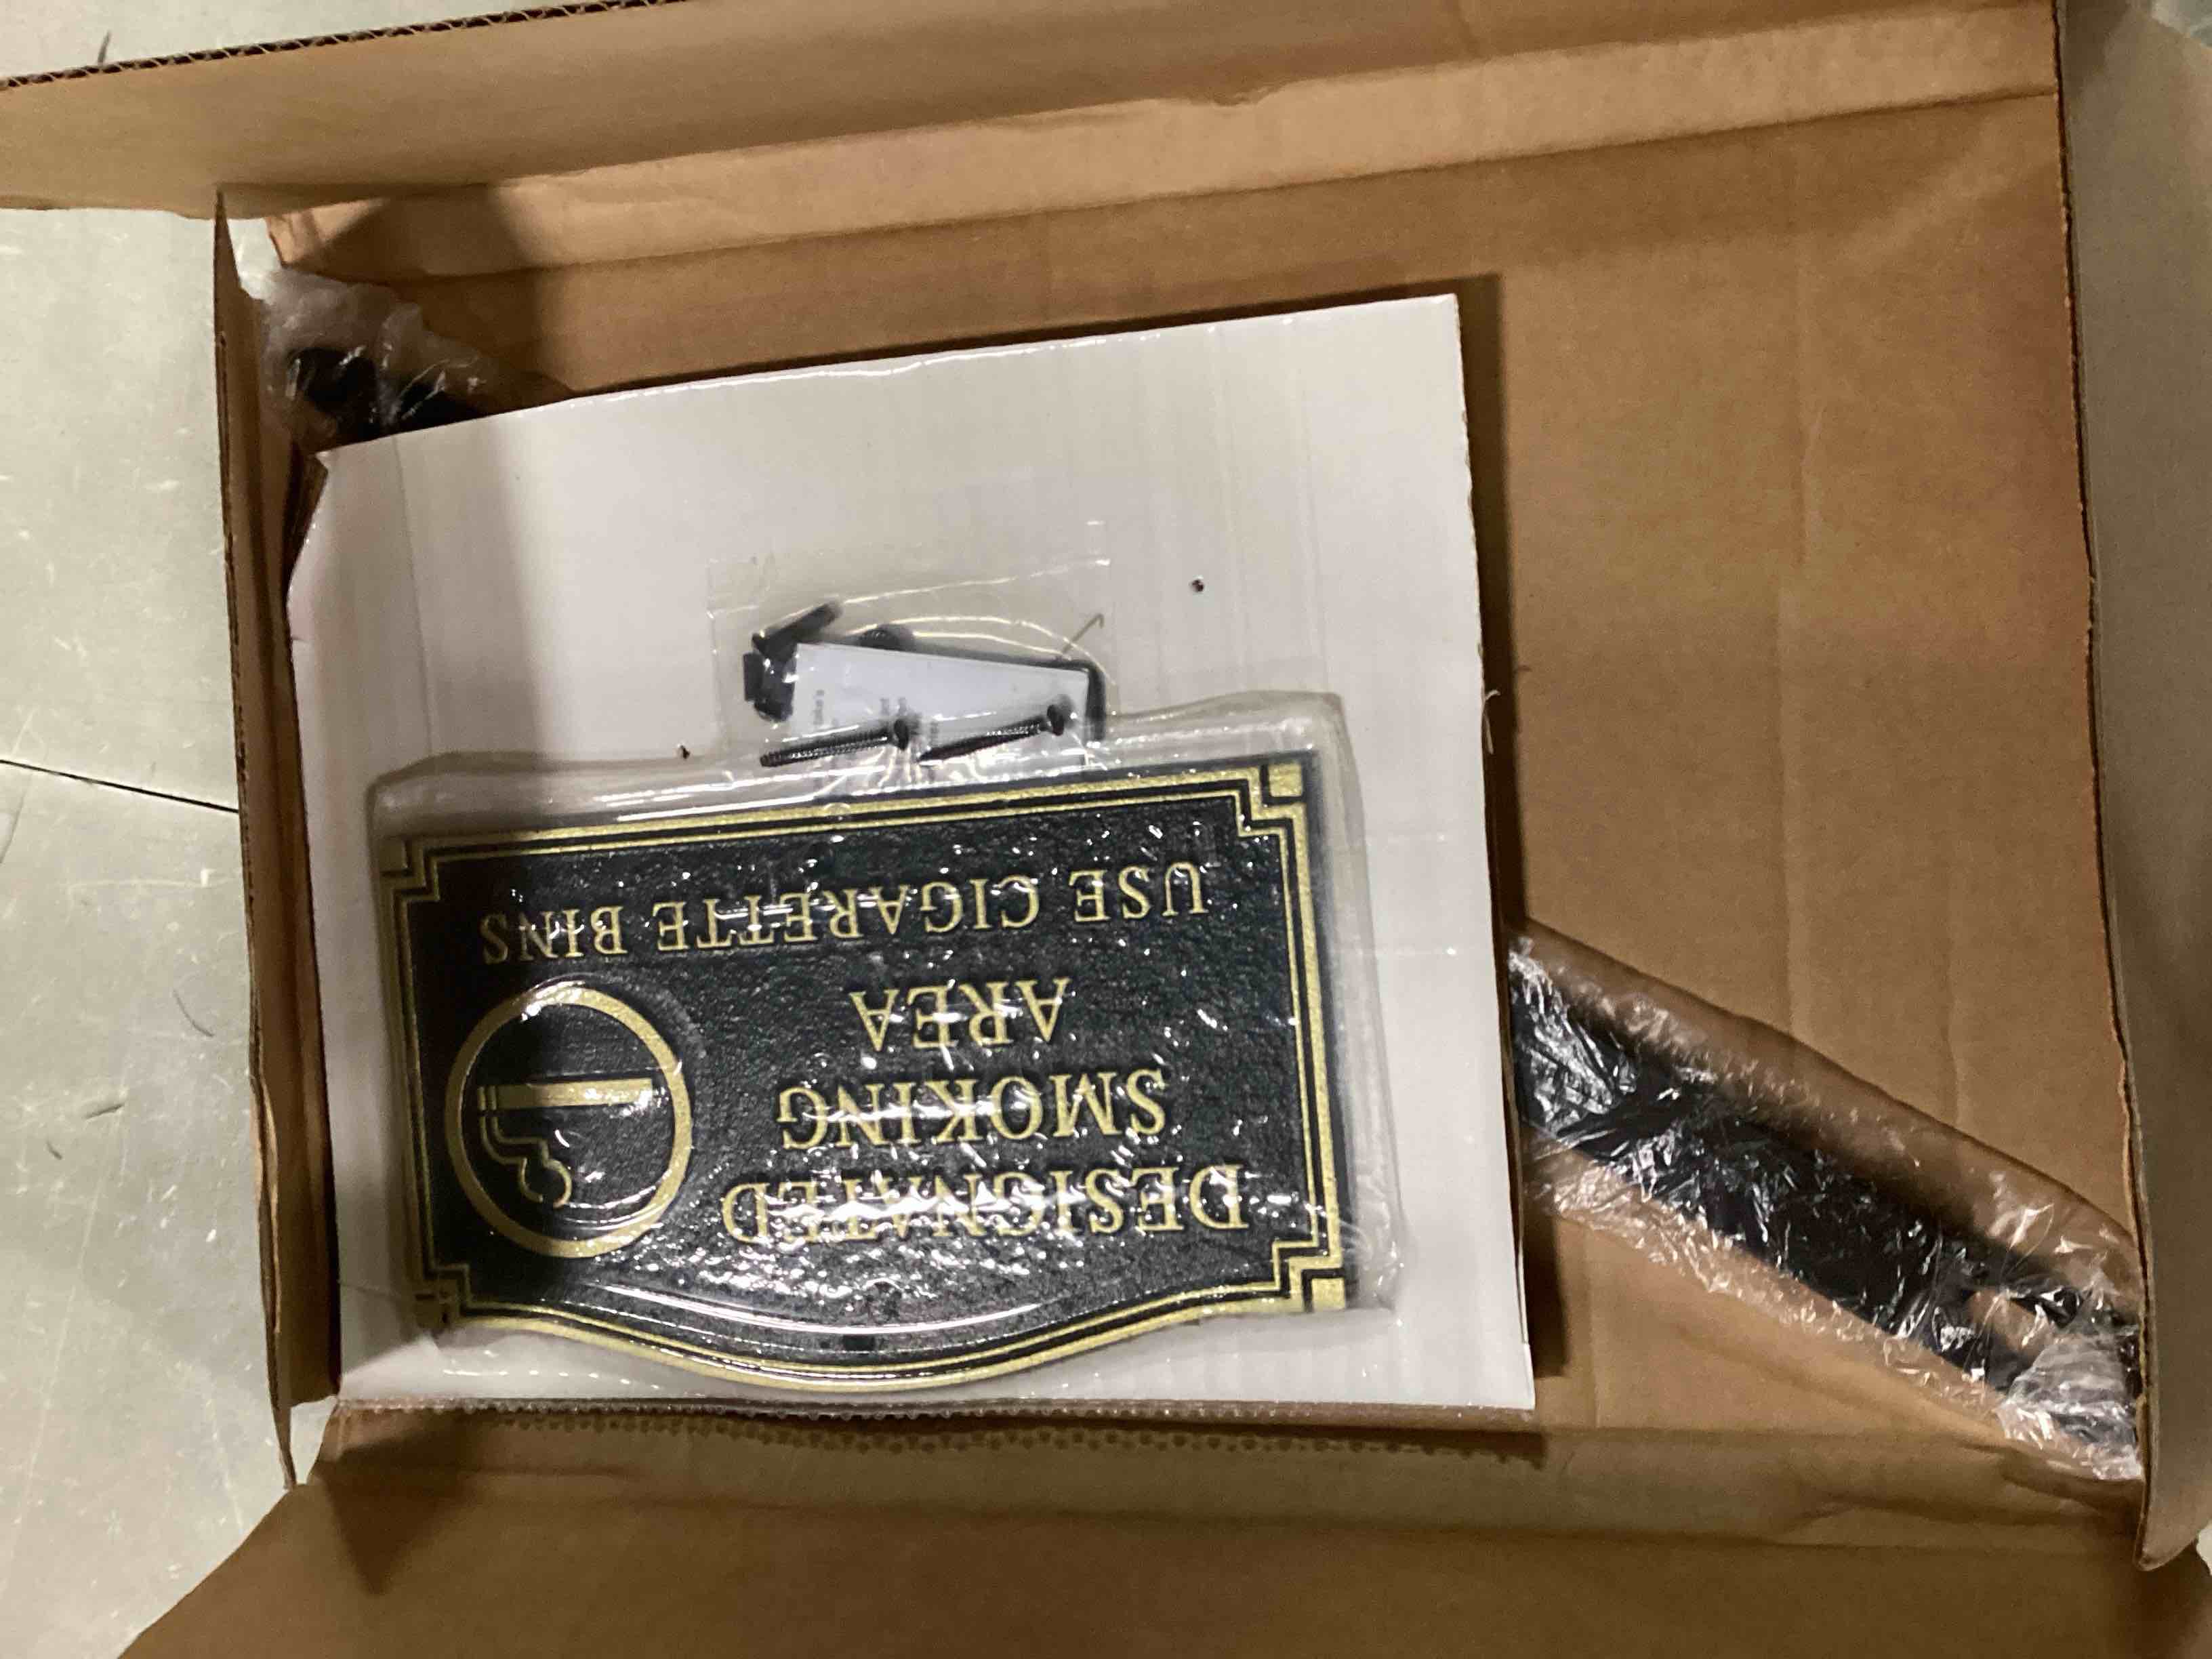 DESIGNATED
SMOKING
AREA
USE CIGARETTE BINS